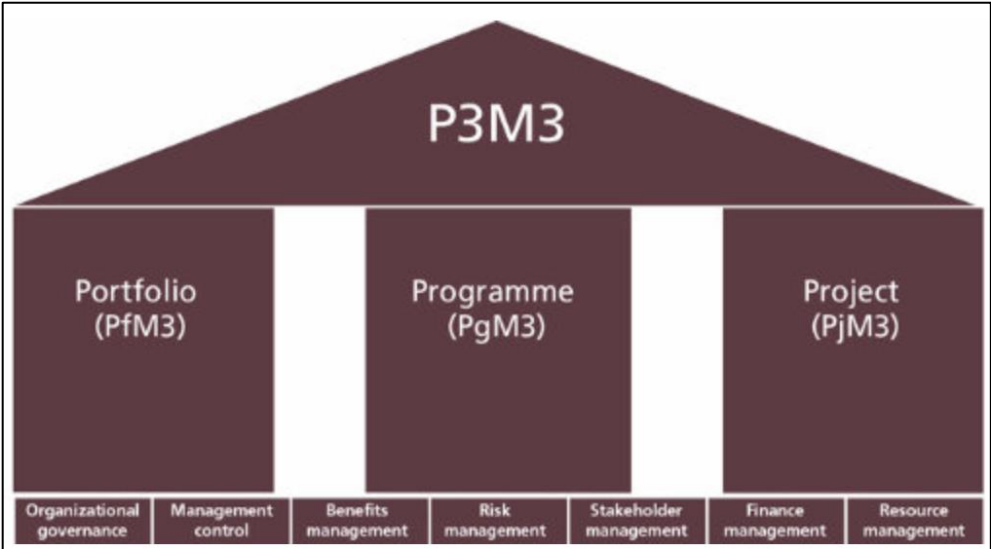 P3M3
Portfolio
(PfM3)
Programme
(PgM3)
Project
(PjM3)
Organizational
governance
Management
control
Benefits
management
Risk
management
Stakeholder
management
Finance
management
Resource
management